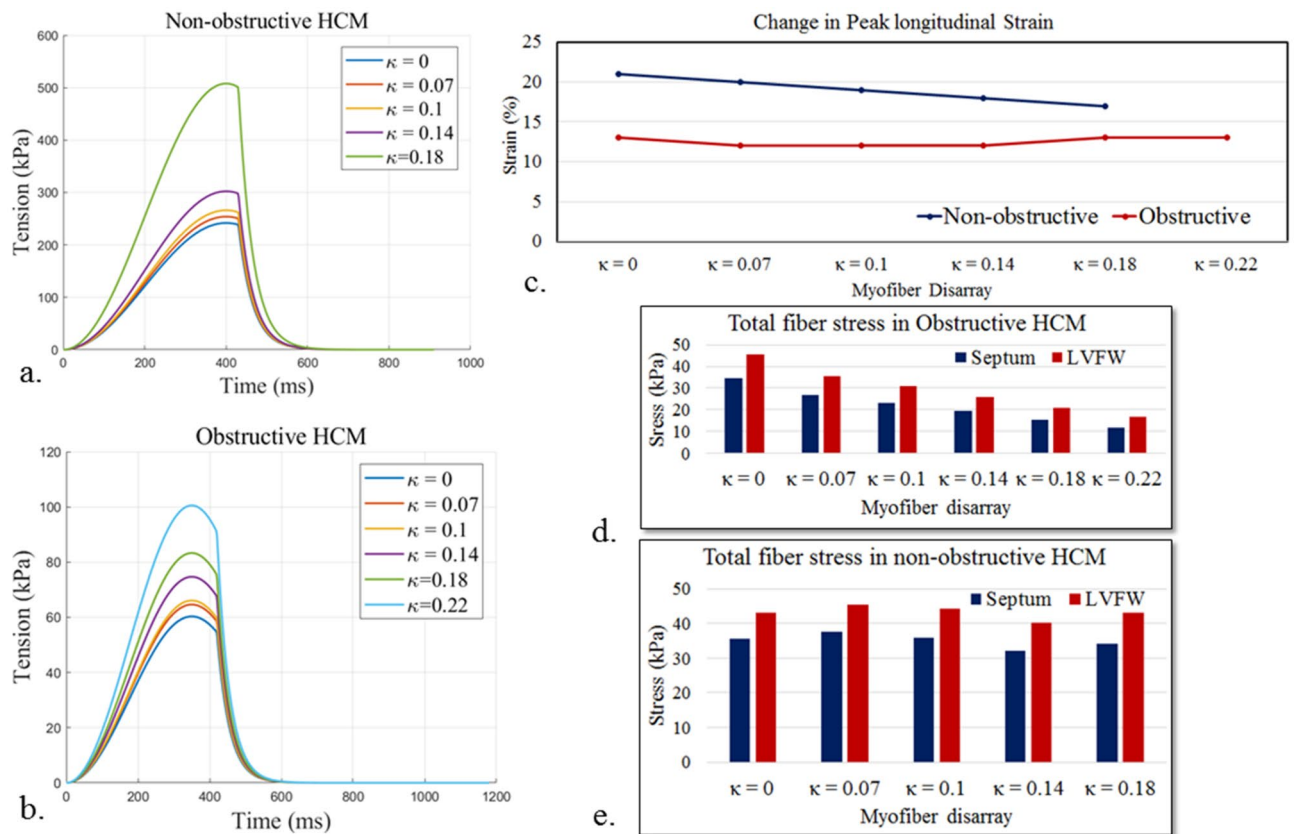 Non-obstructive HCM
600
500
400
300
200
100
0
Tension (kPa)
κ = 0
κ = 0.07
κ = 0.1
κ = 0.14
κ=0.18
0 200 400 600 800 1000
Time (ms)
a.
Obstructive HCM
120
100
80
60
40
20
0
Tension (kPa)
κ = 0
κ = 0.07
κ = 0.1
κ = 0.14
κ=0.18
κ=0.22
0 200 400 600 800 1000 1200
Time (ms)
b.
Change in Peak longitudinal Strain
25
20
15
10
5
0
Strain (%)
Non-obstructive Obstructive
κ = 0 κ = 0.07 κ = 0.1 κ = 0.14 κ = 0.18 κ = 0.22
Myofiber Disarray
c.
Total fiber stress in Obstructive HCM
50
40
30
20
10
0
Sress (kPa)
Septum LVFW
κ = 0 κ = 0.07 κ = 0.1 κ = 0.14 κ = 0.18 κ = 0.22
Myofiber disarray
d.
Total fiber stress in non-obstructive HCM
50
40
30
20
10
0
Stress (kPa)
Septum LVFW
κ = 0 κ = 0.07 κ = 0.1 κ = 0.14 κ = 0.18
Myofiber disarray
e.